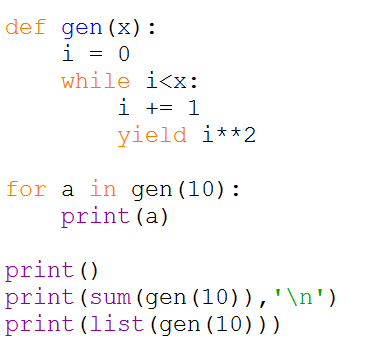 def gen(x):
    i = 0
    while i<x:
        i += 1
        yield i**2

for a in gen(10):
    print(a)

print()
print(sum(gen(10)),'\n')
print(list(gen(10)))